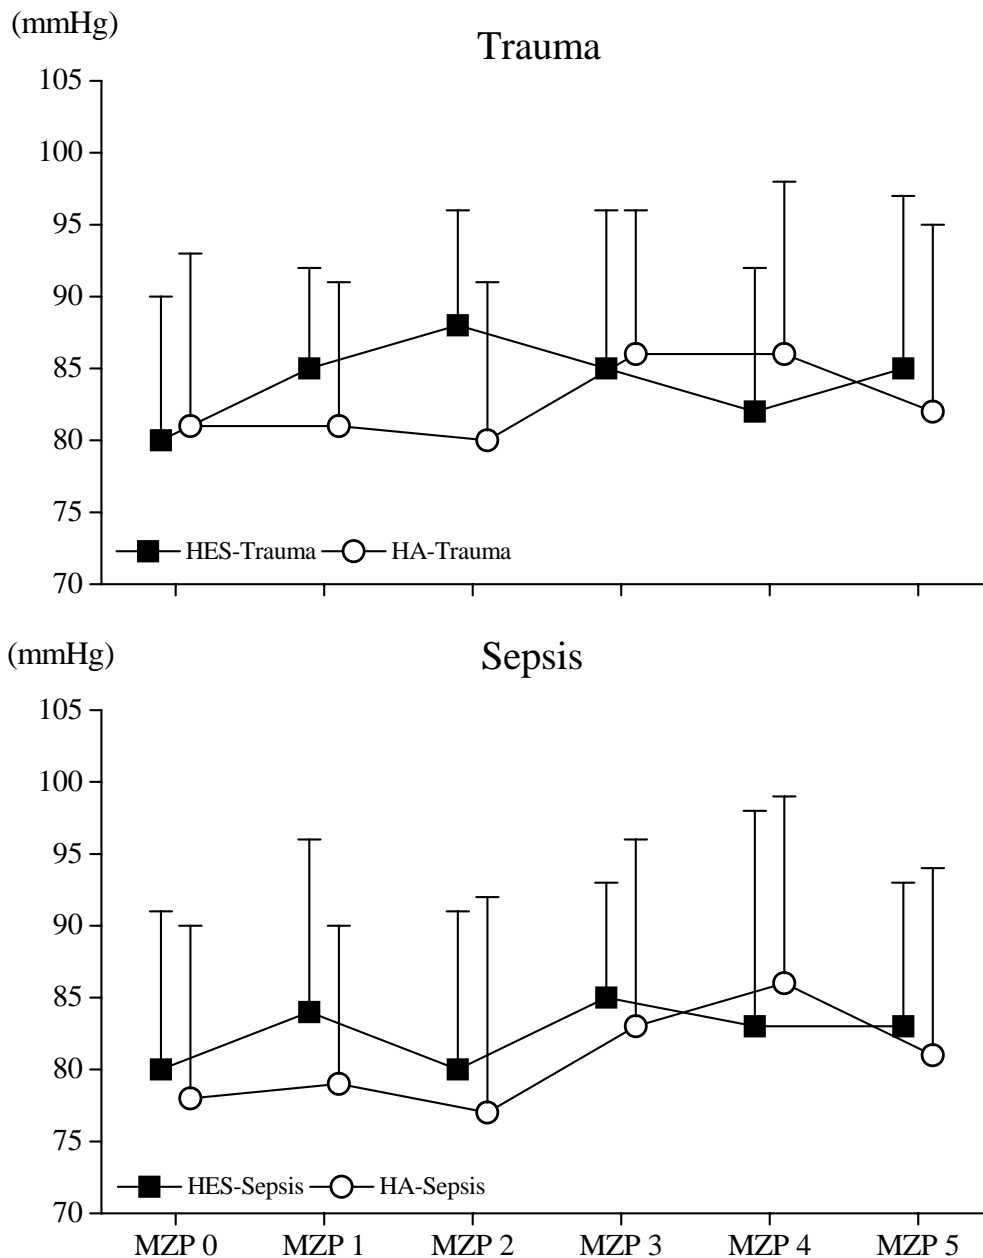 (mmHg)
Trauma
105
100
95
90
85
80
75
HES-Trauma HA-Trauma
70
(mmHg)
Sepsis
105
100
95
90
85
80
75
HES-Sepsis HA-Sepsis
70
MZP 0 MZP 1 MZP 2 MZP 3 MZP 4 MZP 5